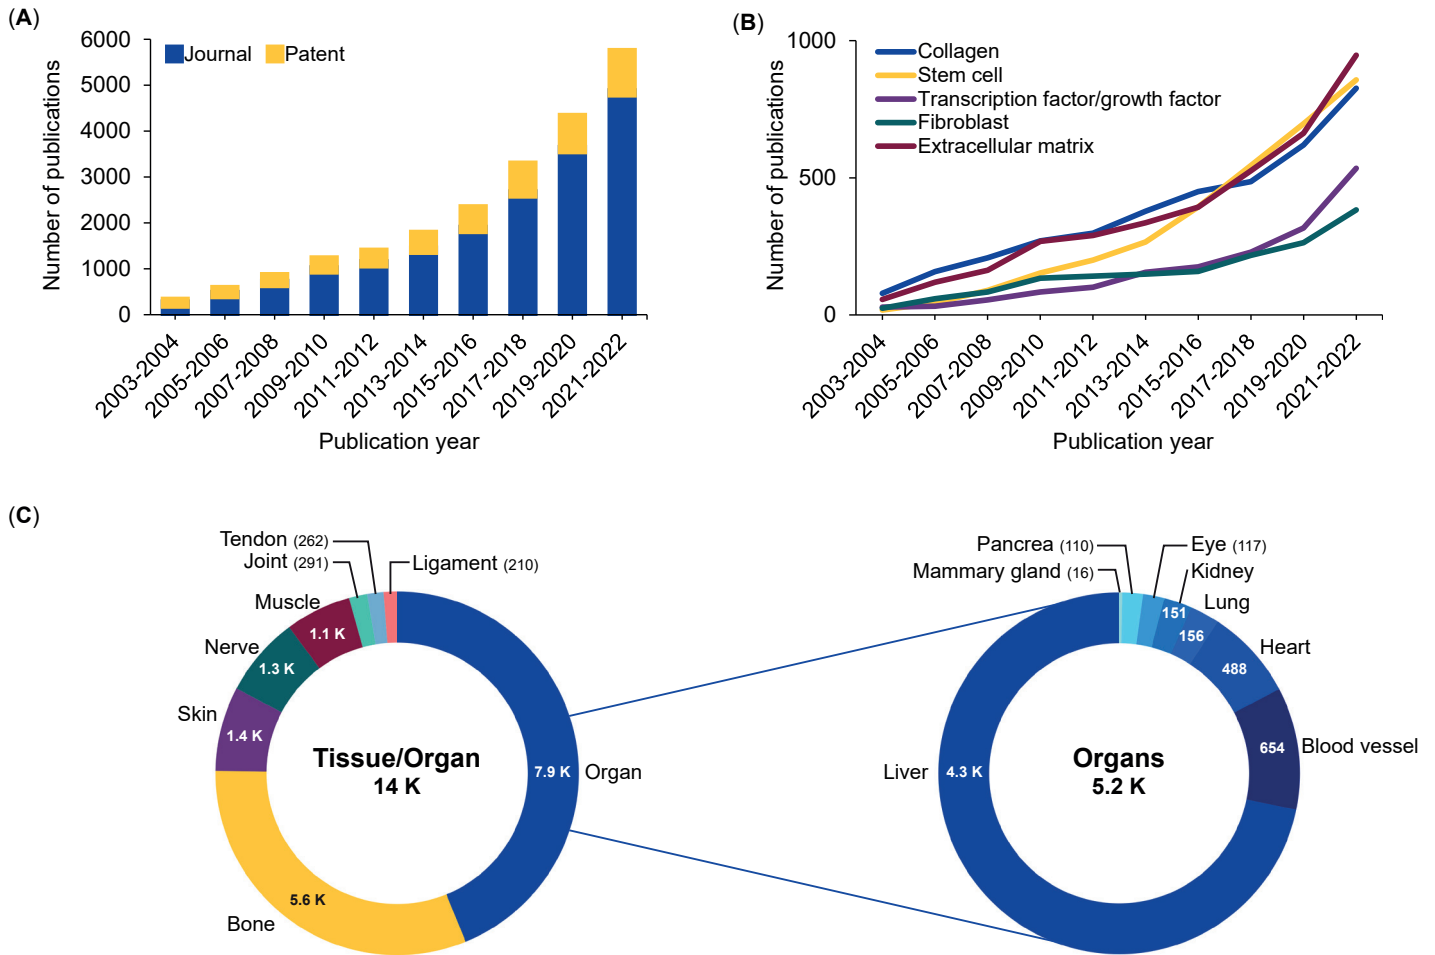 (A)
6000
5000
4000
3000
2000
1000
0
Number of publications
Journal
Patent
2003-2004
2005-2006
2007-2008
2009-2010
2011-2012
2013-2014
2015-2016
2017-2018
2019-2020
2021-2022
Publication year
(B)
1000
500
0
Number of publications
Collagen
Stem cell
Transcription factor/growth factor
Fibroblast
Extracellular matrix
2003-2004
2005-2006
2007-2008
2009-2010
2011-2012
2013-2014
2015-2016
2017-2018
2019-2020
2021-2022
Publication year
(C)
Tendon (262)
Joint (291)
Ligament (210)
Muscle
1.1 K
Nerve
1.3 K
Skin
1.4 K
Tissue/Organ
14 K
7.9 K
Organ
5.6 K
Bone
Pancrea (110)
Mammary gland (16)
Eye (117)
Kidney
151
Lung
156
Heart
488
Blood vessel
654
Organs
5.2 K
Liver
4.3 K